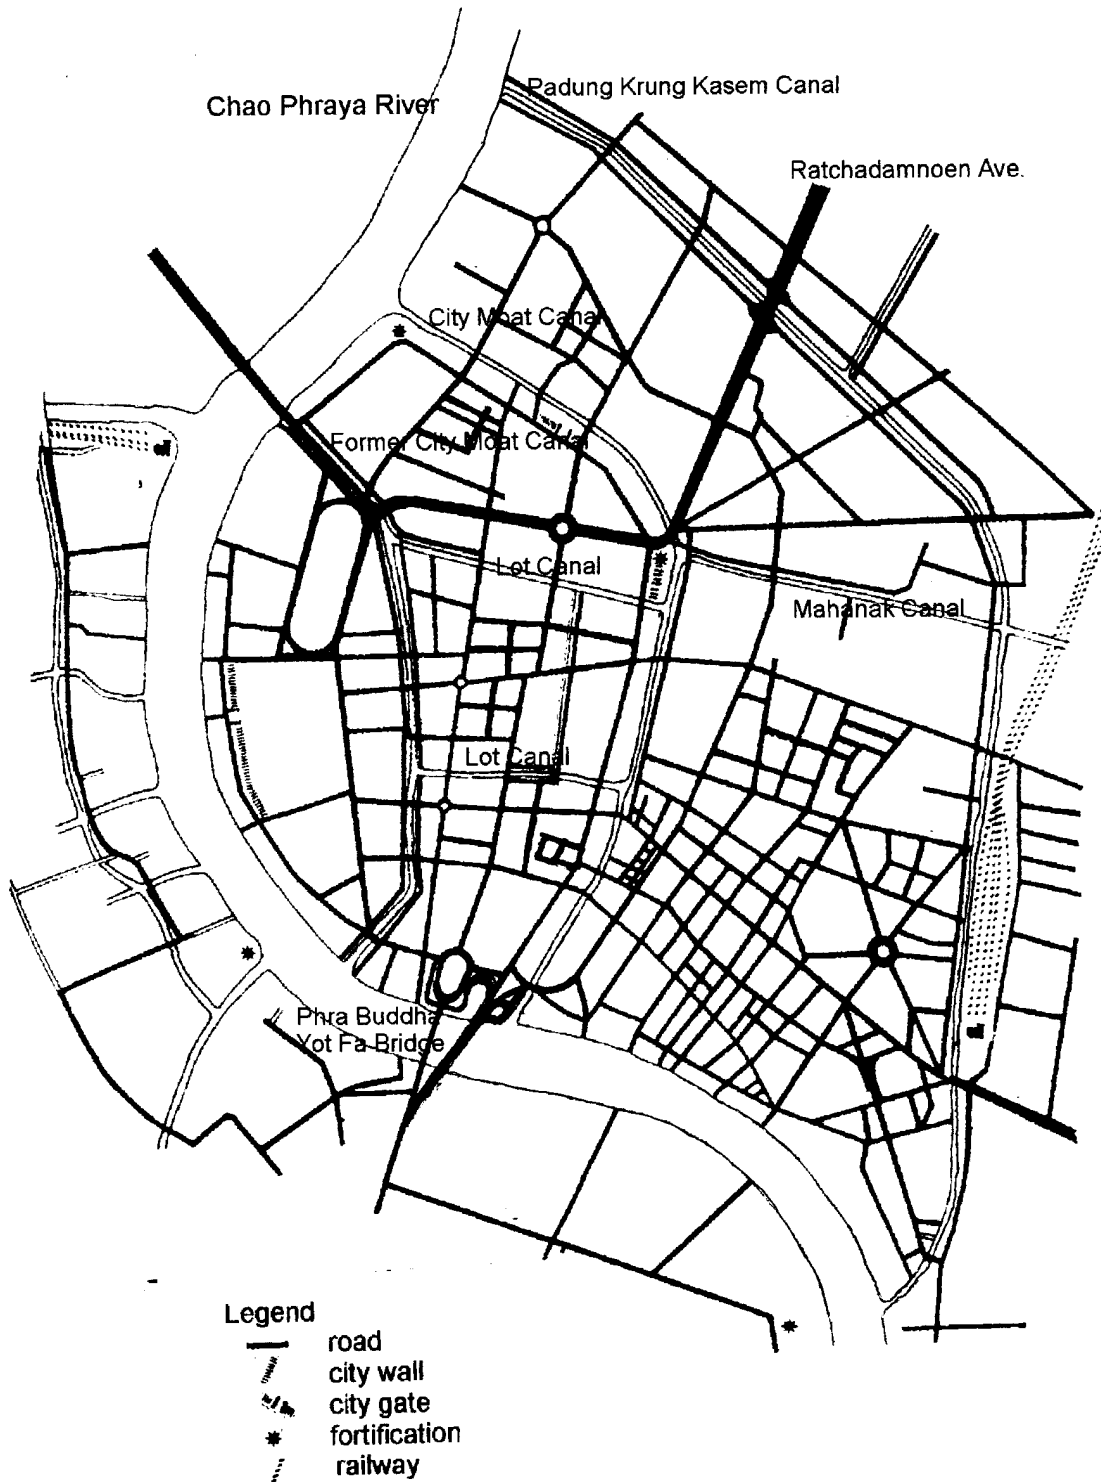 Padung Krung Kasem Canal
Chao Phraya River
Ratchadamnoen Ave.
City Moat Canal
Former City Moat Canal
Lot Canal
Mahanak Canal
Lot Canal
Phra Buddha
Yot Fa Bridge
Legend
road
city wall
city gate
fortification
railway